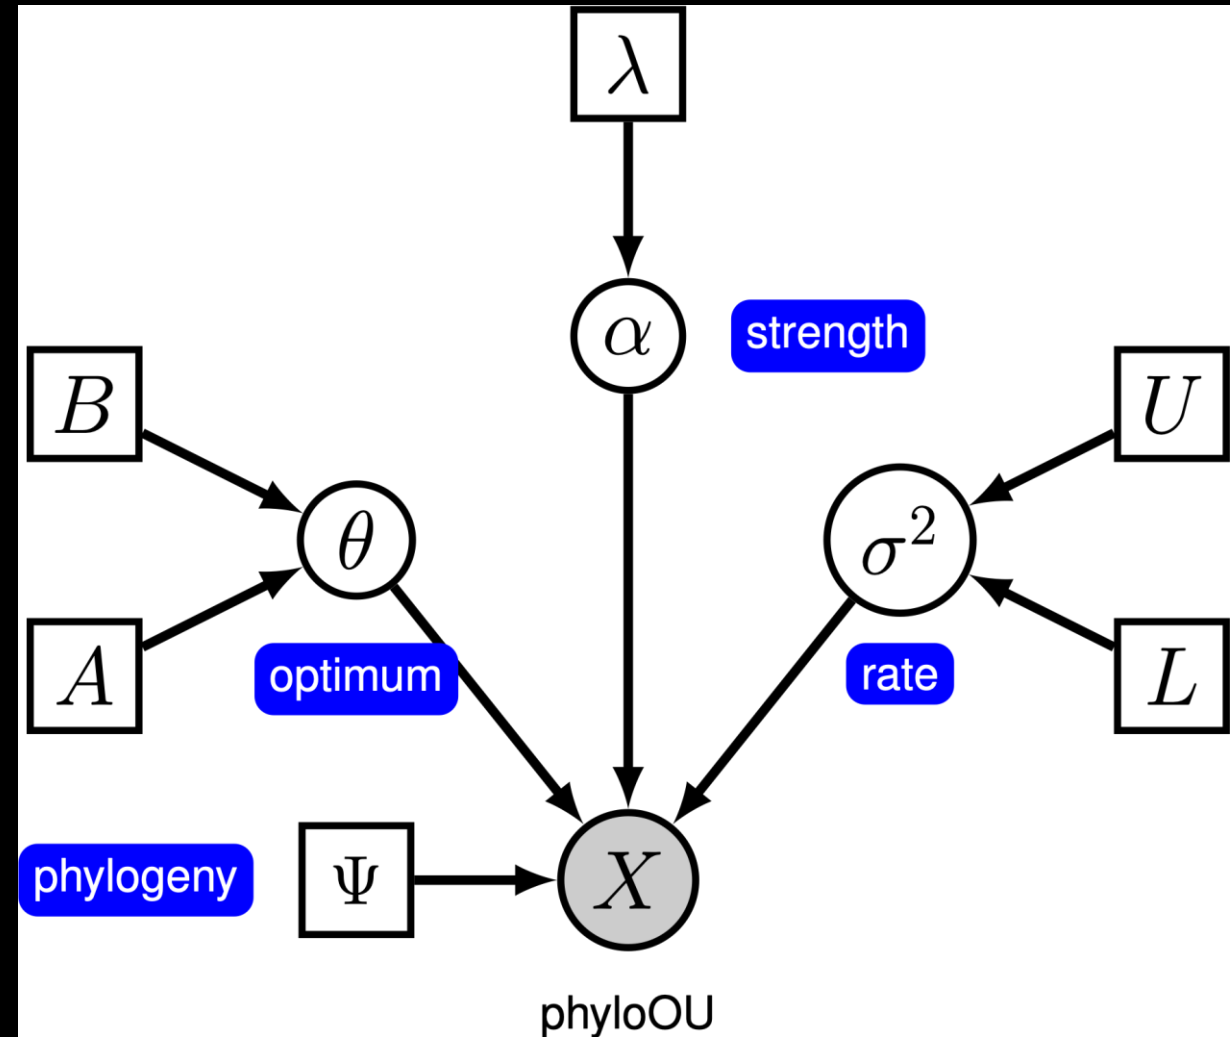 λ
α
strength
B
U
θ
σ²
A
optimum
rate
L
phylogeny
Ψ
X
phyloOU